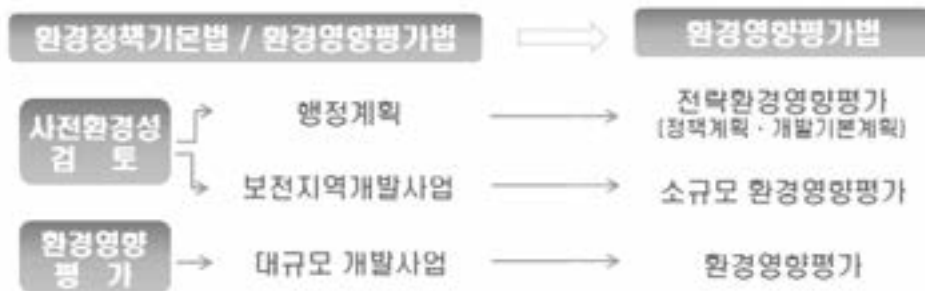 환경정책기본법 / 환경영향평가법
환경영향평가법
사전환경성
검 토
행정계획
전략환경영향평가
(정책계획 · 개발기본계획)
보전지역개발사업
소규모 환경영향평가
환경영향
평 가
대규모 개발사업
환경영향평가